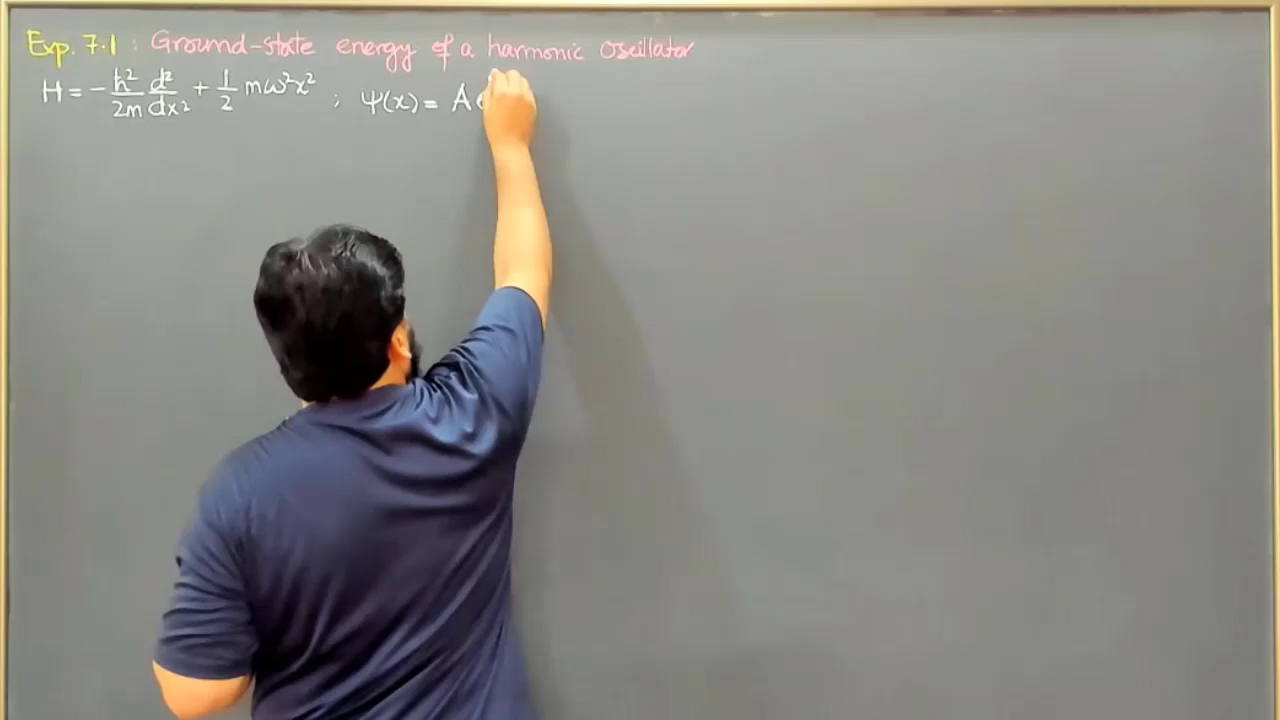 Exp. 7.1 : Ground-state energy of a harmonic oscillator
H = -ħ²/2m d²/dx² + 1/2 mω²x² ; Ψ(x) = A